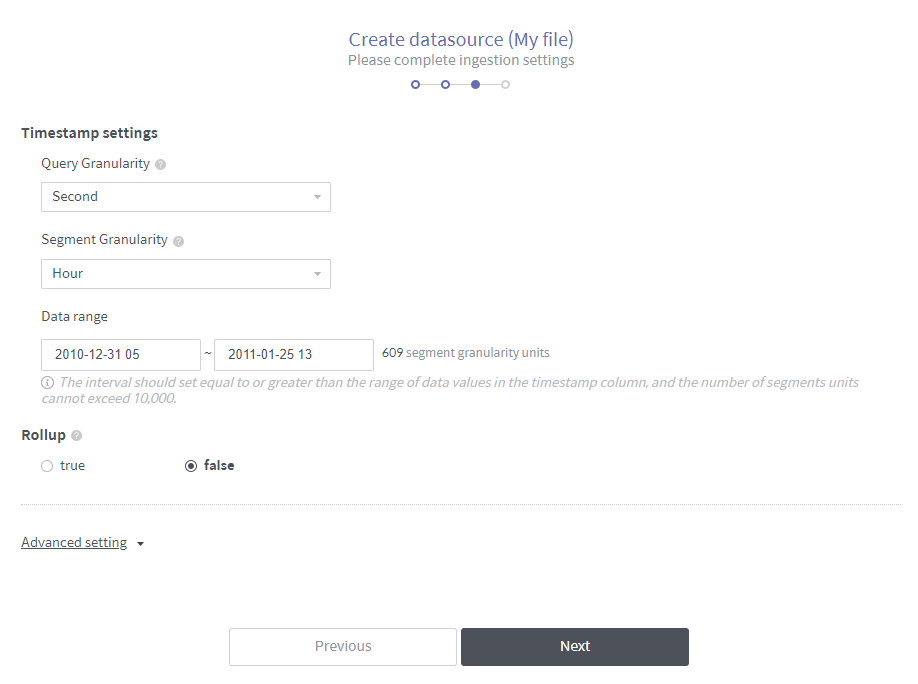 Create datasource (My file)
Please complete ingestion settings
Timestamp settings
Query Granularity ?
Second
Segment Granularity ?
Hour
Data range
2010-12-31 05 ~ 2011-01-25 13 609 segment granularity units
The interval should set equal to or greater than the range of data values in the timestamp column, and the number of segments units
cannot exceed 10,000.
Rollup ?
true false
Advanced setting
Previous Next